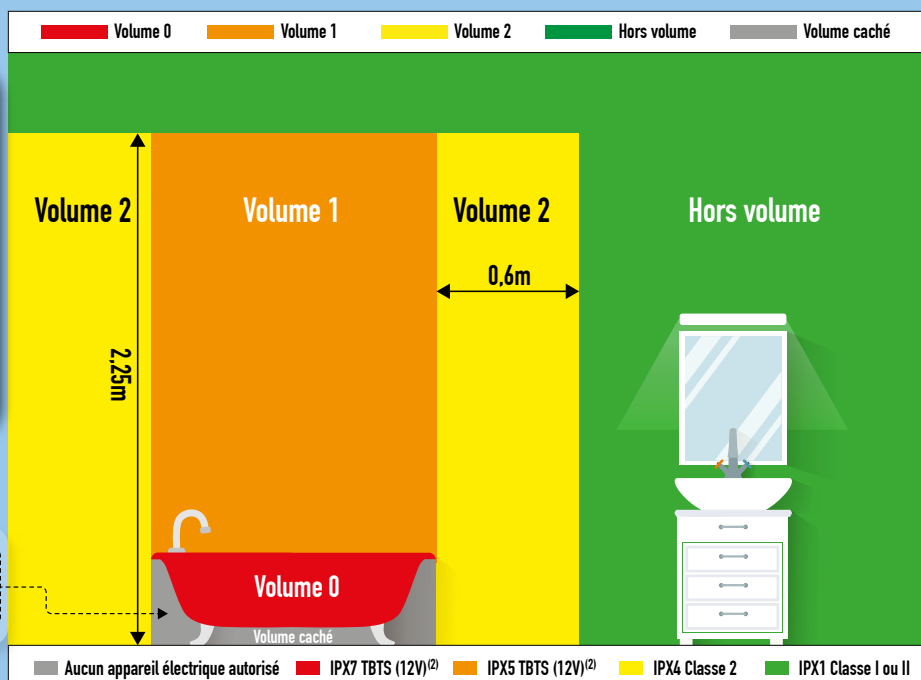 Volume 0 Volume 1 Volume 2 Hors volume Volume caché
Volume 2 Volume 1 Volume 2 Hors volume
0,6m
2,25m
Volume 0
Volume caché
Aucun appareil électrique autorisé IPX7 TBTS (12V)(2) IPX5 TBTS (12V)(2) IPX4 Classe 2 IPX1 Classe I ou II